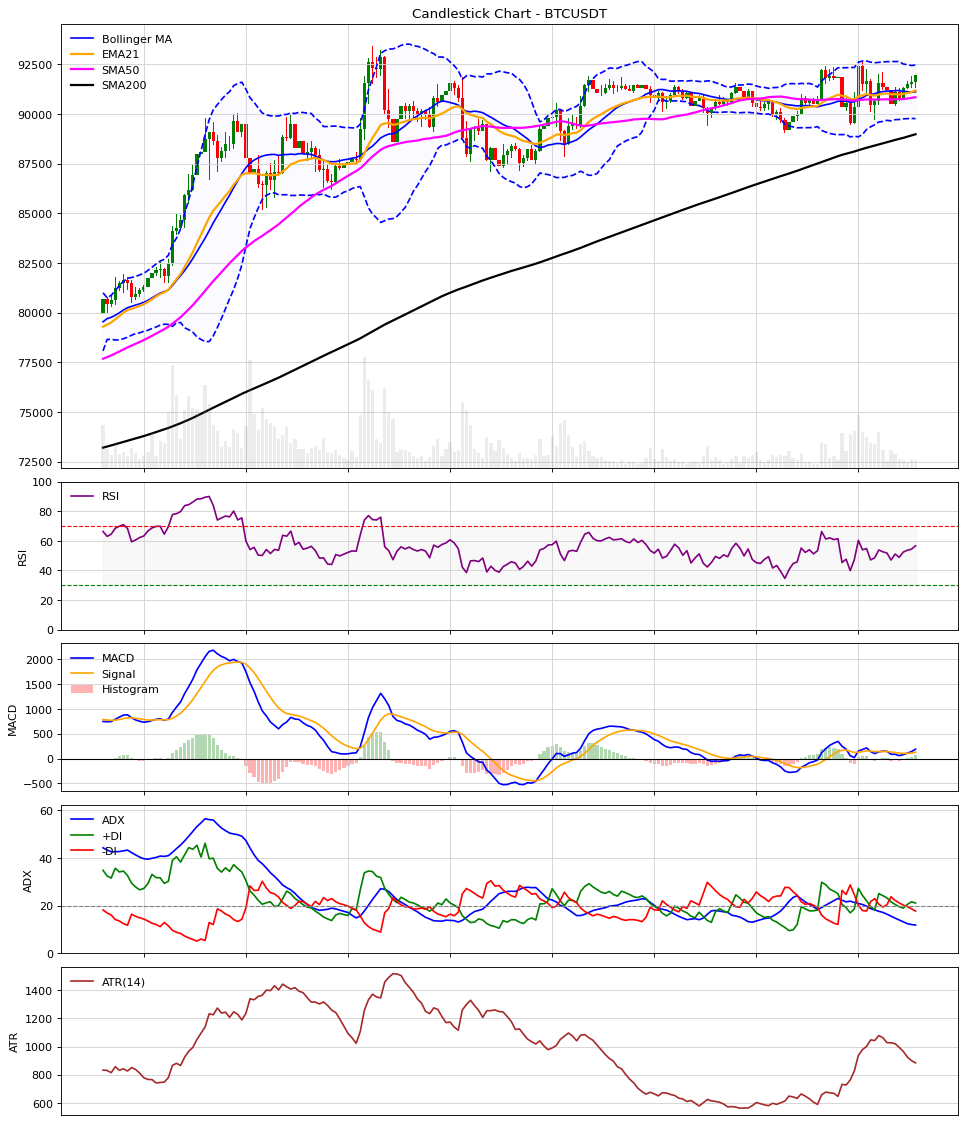 Candlestick Chart - BTCUSDT
Bollinger MA
EMA21
SMA50
SMA200
92500
90000
87500
85000
82500
80000
77500
75000
72500
RSI
100
80
60
40
20
0
RSI
MACD
Signal
Histogram
2000
1500
1000
500
0
−500
MACD
ADX
+DI
-DI
60
40
20
0
ADX
ATR(14)
1400
1200
1000
800
600
ATR